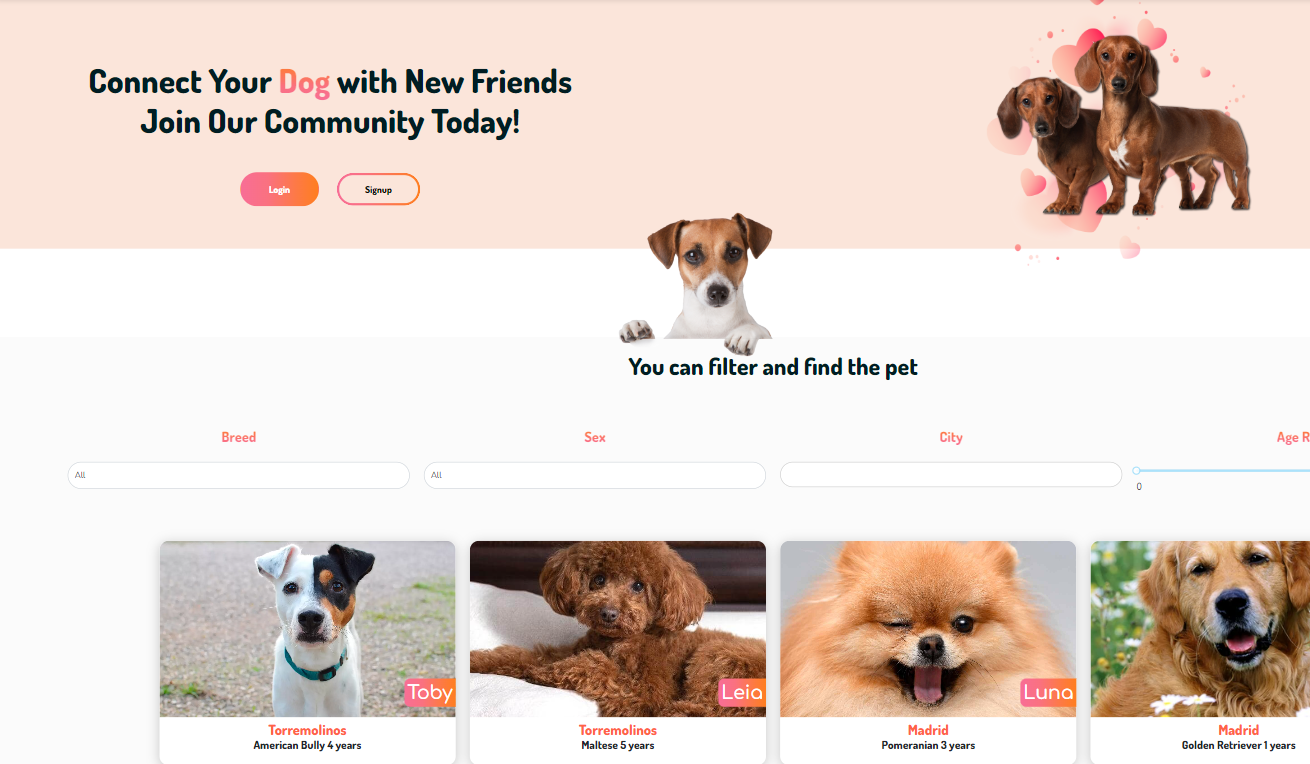 Connect Your Dog with New Friends
Join Our Community Today!
Login
Signup
You can filter and find the pet
Breed
Sex
City
Age R
All
All
0
Toby
Leia
Luna
Torremolinos
American Bully 4 years
Torremolinos
Maltese 5 years
Madrid
Pomeranian 3 years
Madrid
Golden Retriever 1 years